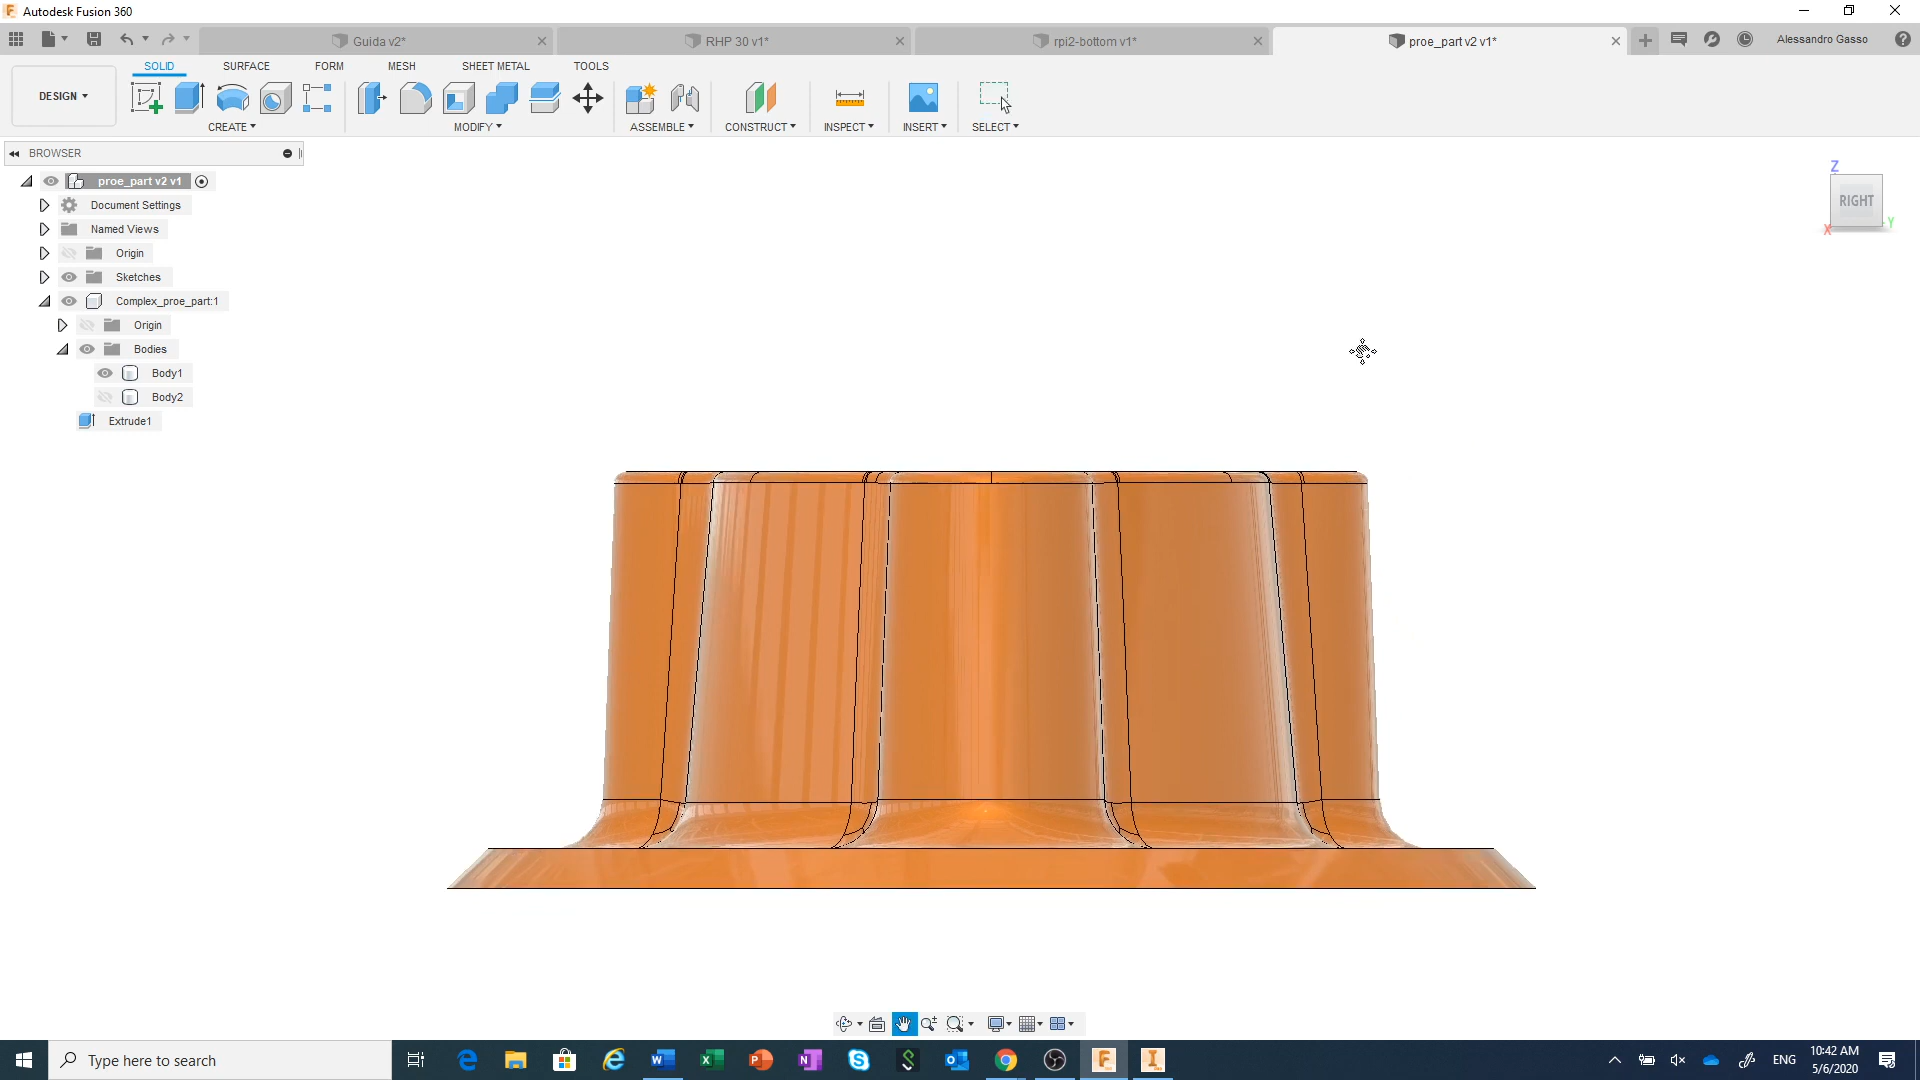 Autodesk Fusion 360
Guida v2*
RHP 30 v1*
rpi2-bottom v1*
proe_part v2 v1*
Alessandro Gasso
DESIGN
SOLID
SURFACE
FORM
MESH
SHEET METAL
TOOLS
CREATE
MODIFY
ASSEMBLE
CONSTRUCT
INSPECT
INSERT
SELECT
BROWSER
proe_part v2 v1
Document Settings
Named Views
Origin
Sketches
Complex_proe_part:1
Origin
Bodies
Body1
Body2
Extrude1
Z
RIGHT
X
Y
Type here to search
ENG
10:42 AM
5/6/2020